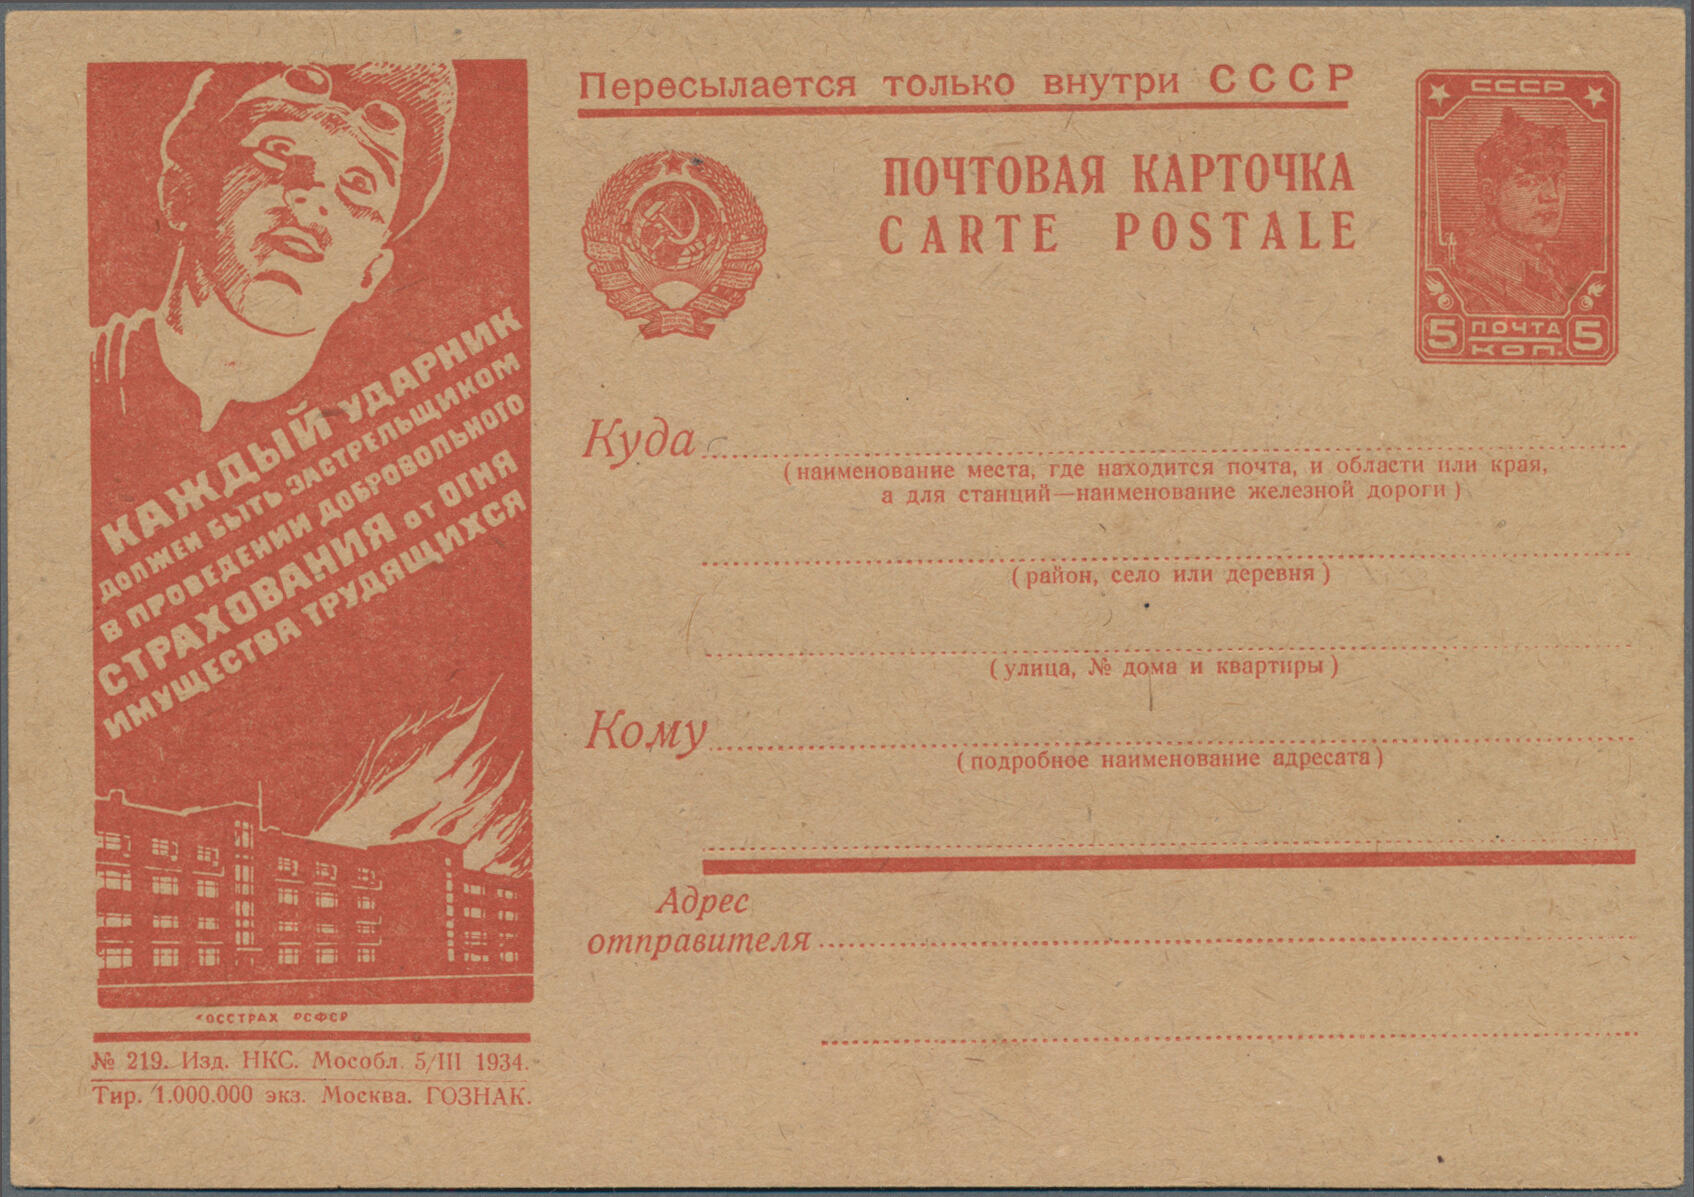 Пересылается только внутри СССР
ПОЧТОВАЯ КАРТОЧКА
CARTE POSTALE
СССР
5 ПОЧТА 5
КОП.
КАЖДЫЙ УДАРНИК
ДОЛЖЕН БЫТЬ ЗАСТРЕЛЬЩИКОМ
В ПРОВЕДЕНИИ ДОБРОВОЛЬНОГО
СТРАХОВАНИЯ ОТ ОГНЯ
ИМУЩЕСТВА ТРУДЯЩИХСЯ
ГОССТРАХ РСФСР
№ 219. Изд. НКС. Мособл. 5/III 1934.
Тир. 1.000.000 экз. Москва. ГОЗНАК.
Куда
(наименование места, где находится почта, и области или края,
а для станций—наименование железной дороги)
(район, село или деревня)
(улица, № дома и квартиры)
Кому
(подробное наименование адресата)
Адрес
отправителя